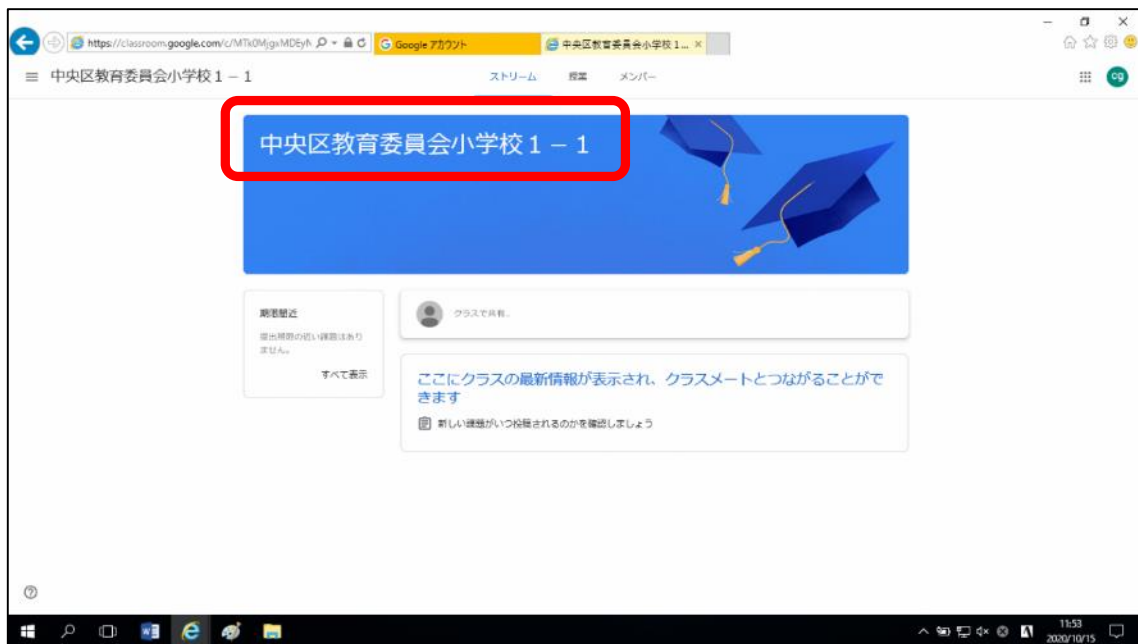 https://classroom.google.com/c/MTk0MjgxMDEyN
Google アカウント
中央区教育委員会小学校 1...
中央区教育委員会小学校１－１
ストリーム
授業
メンバー
cg
中央区教育委員会小学校１－１
期限間近
提出期限の近い課題はあり
ません。
すべて表示
クラスで共有...
ここにクラスの最新情報が表示され、クラスメートとつながることがで
きます
新しい課題がいつ投稿されるのかを確認しましょう
A
11:53
2020/10/15